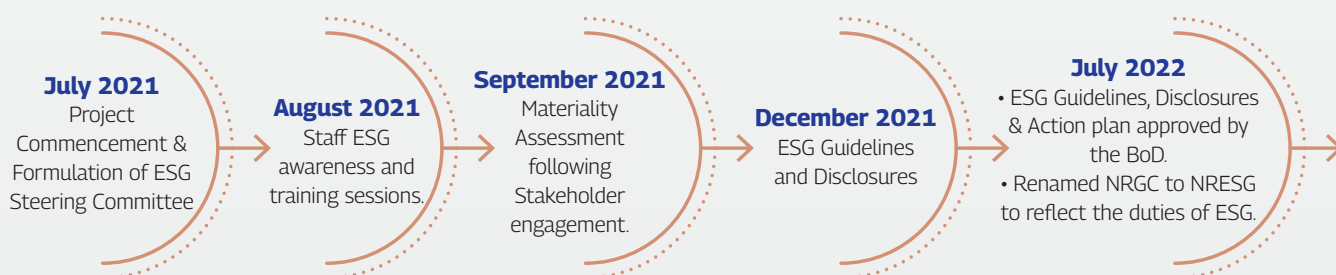 July 2021
Project
Commencement &
Formulation of ESG
Steering Committee
August 2021
Staff ESG
awareness and
training sessions.
September 2021
Materiality
Assessment
following
Stakeholder
engagement.
December 2021
ESG Guidelines
and Disclosures
July 2022
• ESG Guidelines, Disclosures
& Action plan approved by
the BoD.
• Renamed NRGC to NRESG
to reflect the duties of ESG.